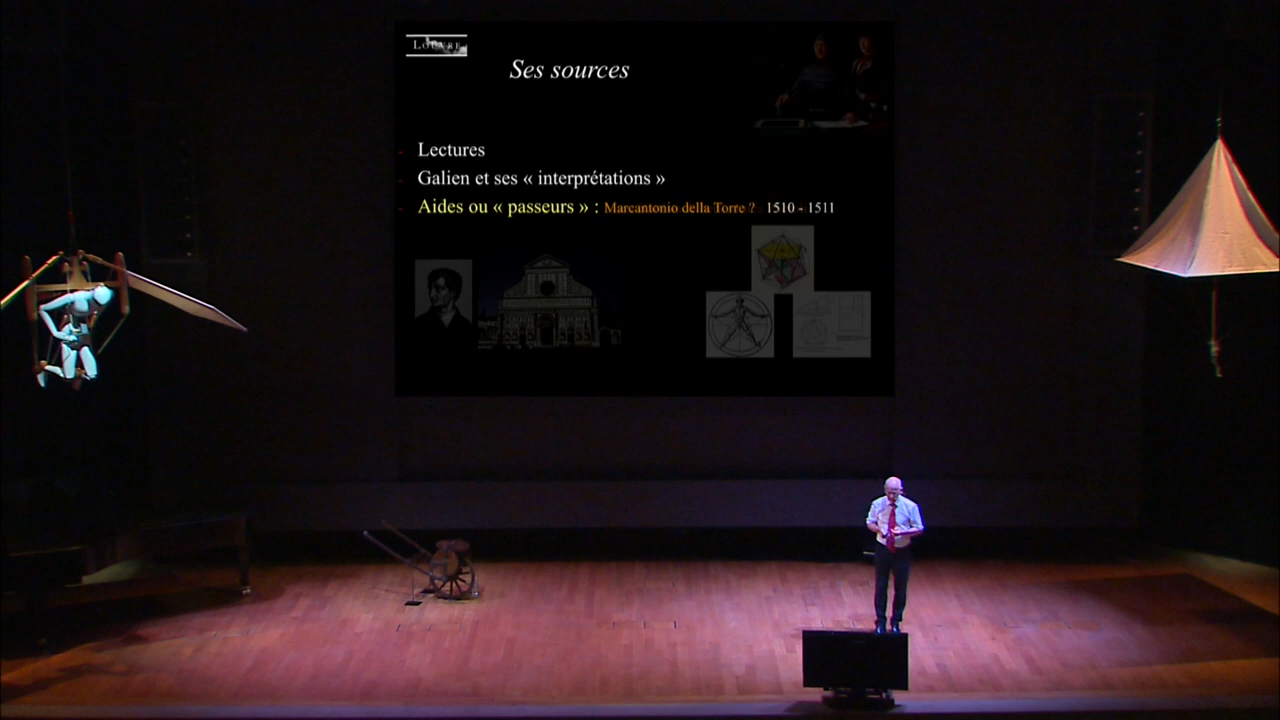 LOUVRE
Ses sources
- Lectures
- Galien et ses « interprétations »
- Aides ou « passeurs » : Marcantonio della Torre ? 1510 - 1511